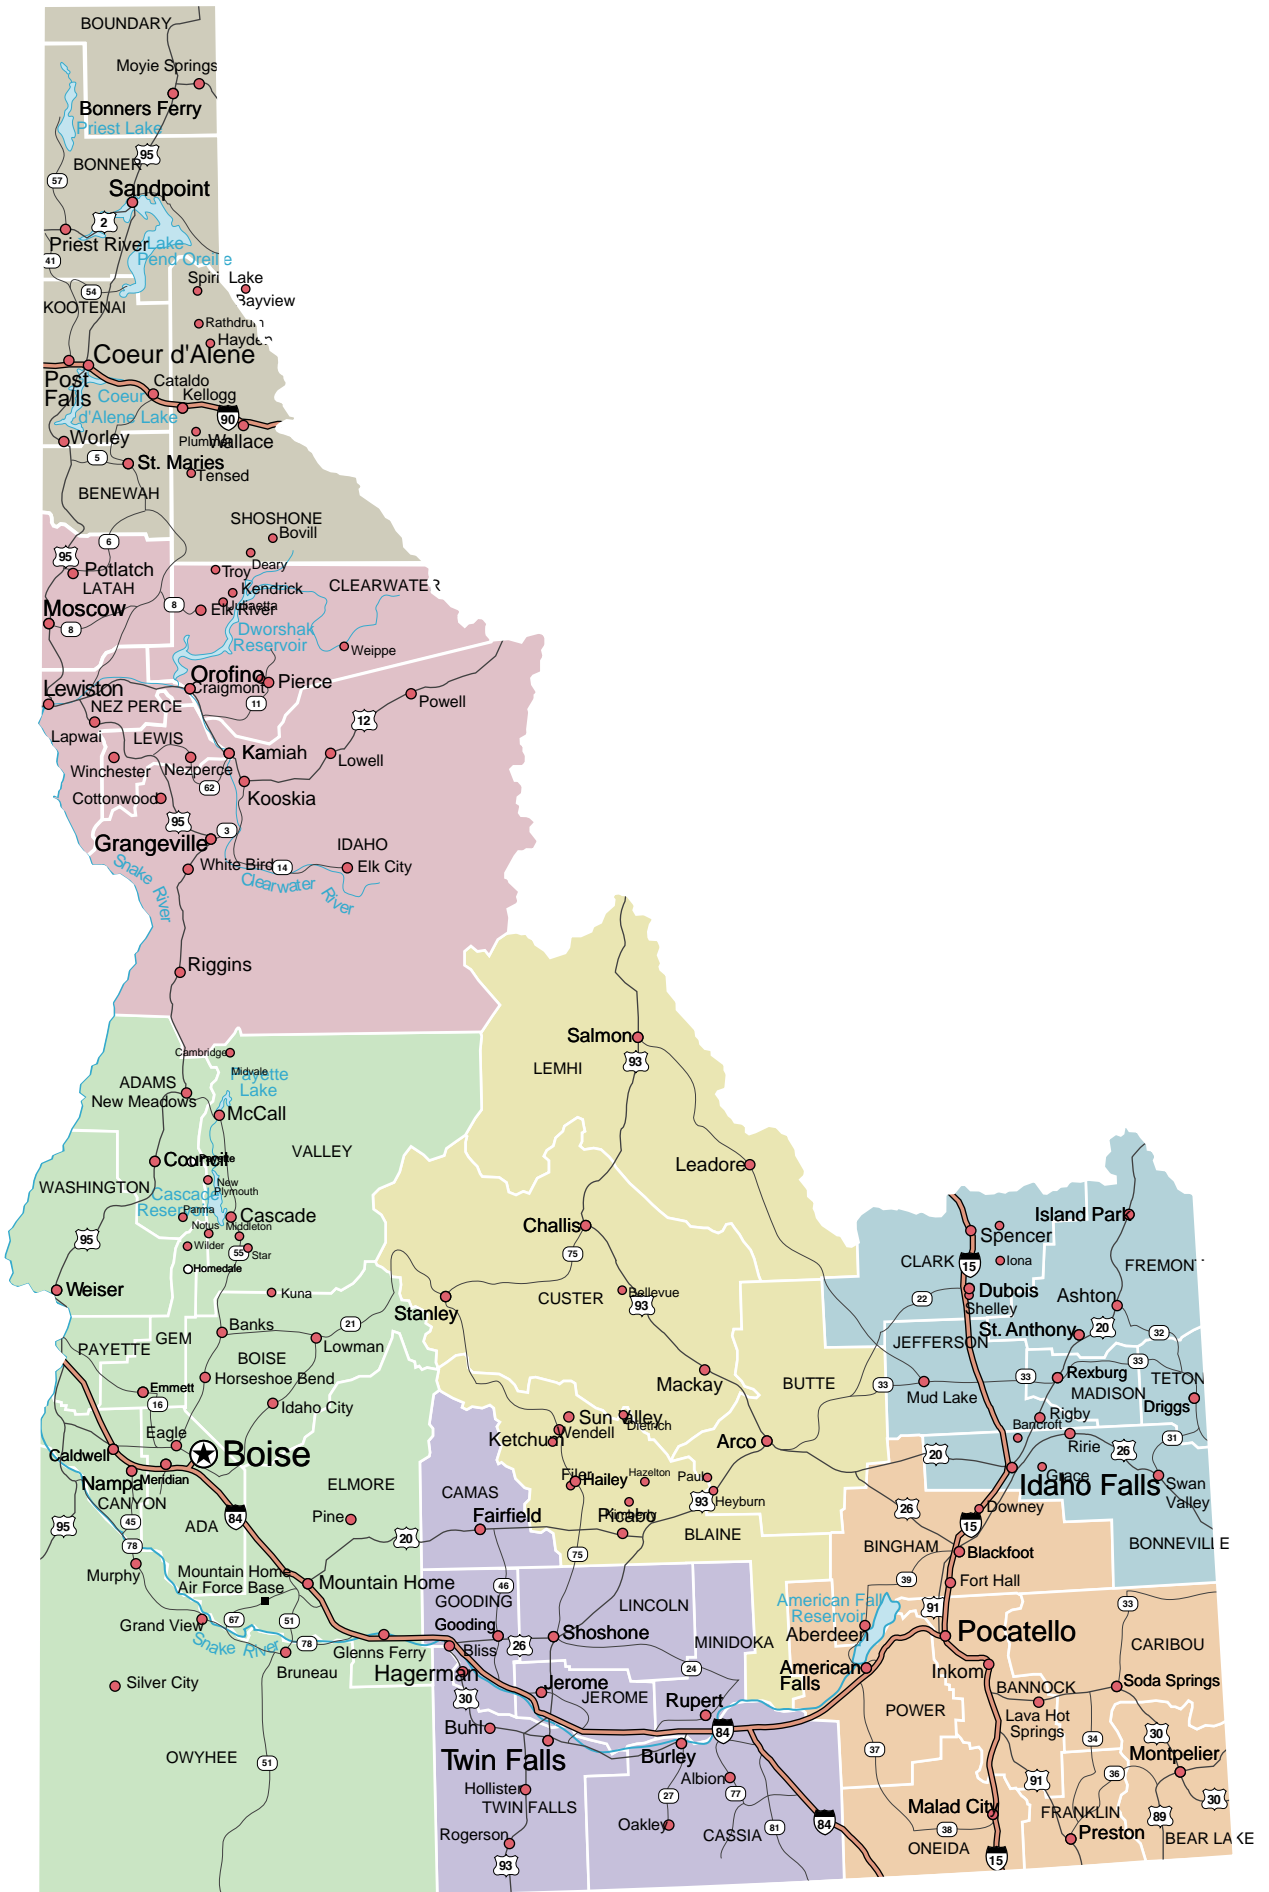 BOUNDARY
Moyie Springs
Bonners Ferry
Priest Lake
95
BONNER
57
Sandpoint
2
Priest River
Lake
Pend Oreille
41
Spiri Lake
54
Bayview
KOOTENAI
Rathdrum
Hayden
Coeur d'Alene
Post
Falls
Cataldo
Coeur
d'Alene Lake
Kellogg
90
Worley
Plummer
Wallace
5
St. Maries
Tensed
BENEWAH
SHOSHONE
Bovill
6
95
Deary
Potlatch
Troy
LATAH
CLEARWATER
Kendrick
Moscow
8
Juliaetta
Elk River
8
Dworshak
Reservoir
Weippe
Orofino
Lewiston
Craigmont
Pierce
Powell
NEZ PERCE
11
12
Lapwai
LEWIS
Kamiah
Lowell
Winchester
Nezperce
62
Cottonwood
Kooskia
95
3
Grangeville
IDAHO
White Bird
14
Elk City
Snake River
Clearwater River
Riggins
Salmon
93
Cambridge
LEMHI
Midvale
Payette
Lake
ADAMS
New Meadows
McCall
Council
Payette
VALLEY
Leadore
WASHINGTON
New
Plymouth
Cascade
Reservoir
Parma
Cascade
Notus
Middleton
Challis
Island Park
95
Wilder
55
Star
75
Spencer
Homedale
CLARK
15
Iona
FREMONT
Weiser
Kuna
Bellevue
Dubois
Ashton
CUSTER
93
22
Shelley
Stanley
Banks
21
St. Anthony
20
32
GEM
Lowman
JEFFERSON
PAYETTE
BOISE
33
Horseshoe Bend
Rexburg
TETON
Emmett
Mackay
BUTTE
33
Mud Lake
33
MADISON
16
Idaho City
Driggs
Sun Valley
Dietrich
Rigby
Bancroft
Eagle
Wendell
31
Caldwell
Boise
Ketchum
Arco
20
Ririe
26
Nampa
Meridian
Filer
Hailey
Hazelton
Paul
Grace
Idaho Falls
Swan
Valley
CANYON
ELMORE
CAMAS
93
Heyburn
26
Downey
45
84
Pine
Fairfield
Picabo
Kimberly
15
95
ADA
20
BLAINE
BINGHAM
BONNEVILLE
78
75
Blackfoot
Murphy
Mountain Home
Air Force Base
Mountain Home
46
39
Fort Hall
GOODING
LINCOLN
American Fall
Reservoir
91
33
Grand View
67
51
Gooding
Shoshone
Aberdeen
Pocatello
Snake River
78
26
MINIDOKA
CARIBOU
Glenns Ferry
Bliss
Bruneau
Hagerman
24
American
Falls
Inkom
Silver City
Jerome
BANNOCK
Soda Springs
30
JEROME
Rupert
POWER
Lava Hot
Springs
Buhl
84
30
34
OWYHEE
51
Twin Falls
Burley
37
Montpelier
Albion
91
36
Hollister
27
77
30
TWIN FALLS
Malad City
FRANKLIN
89
Oakley
81
84
38
Preston
Rogerson
CASSIA
BEAR LAKE
ONEIDA
93
15